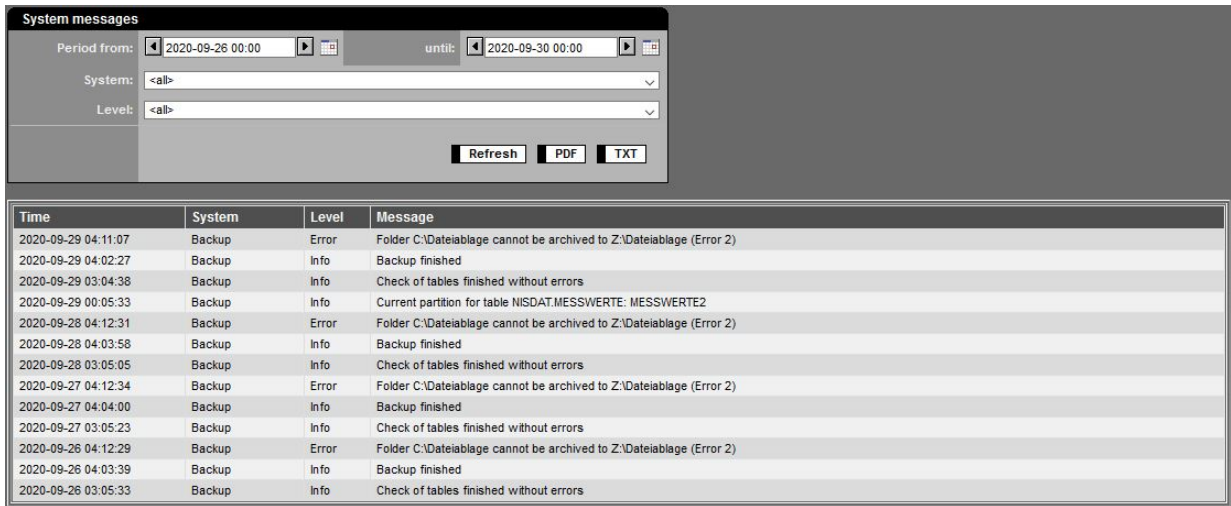 System messages
Period from: 2020-09-26 00:00 until: 2020-09-30 00:00
System: <all>
Level: <all>
Refresh PDF TXT
Time System Level Message
2020-09-29 04:11:07 Backup Error Folder C:\Dateiablage cannot be archived to Z:\Dateiablage (Error 2)
2020-09-29 04:02:27 Backup Info Backup finished
2020-09-29 03:04:38 Backup Info Check of tables finished without errors
2020-09-29 00:05:33 Backup Info Current partition for table NISDAT.MESSWERTE: MESSWERTE2
2020-09-28 04:12:31 Backup Error Folder C:\Dateiablage cannot be archived to Z:\Dateiablage (Error 2)
2020-09-28 04:03:58 Backup Info Backup finished
2020-09-28 03:05:05 Backup Info Check of tables finished without errors
2020-09-27 04:12:34 Backup Error Folder C:\Dateiablage cannot be archived to Z:\Dateiablage (Error 2)
2020-09-27 04:04:00 Backup Info Backup finished
2020-09-27 03:05:23 Backup Info Check of tables finished without errors
2020-09-26 04:12:29 Backup Error Folder C:\Dateiablage cannot be archived to Z:\Dateiablage (Error 2)
2020-09-26 04:03:39 Backup Info Backup finished
2020-09-26 03:05:33 Backup Info Check of tables finished without errors